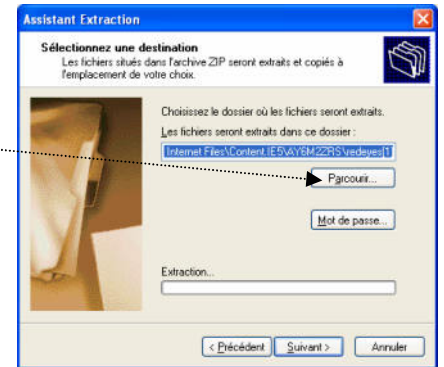 Assistant Extraction
Sélectionnez une destination
Les fichiers situés dans l'archive ZIP seront extraits et copiés à
l'emplacement de votre choix.
Choisissez le dossier où les fichiers seront extraits.
Les fichiers seront extraits dans ce dossier :
Internet Files\Content.IE5\AY6M2ZRS\redeyes[1]
Parcourir...
Mot de passe...
Extraction...
< Précédent
Suivant >
Annuler